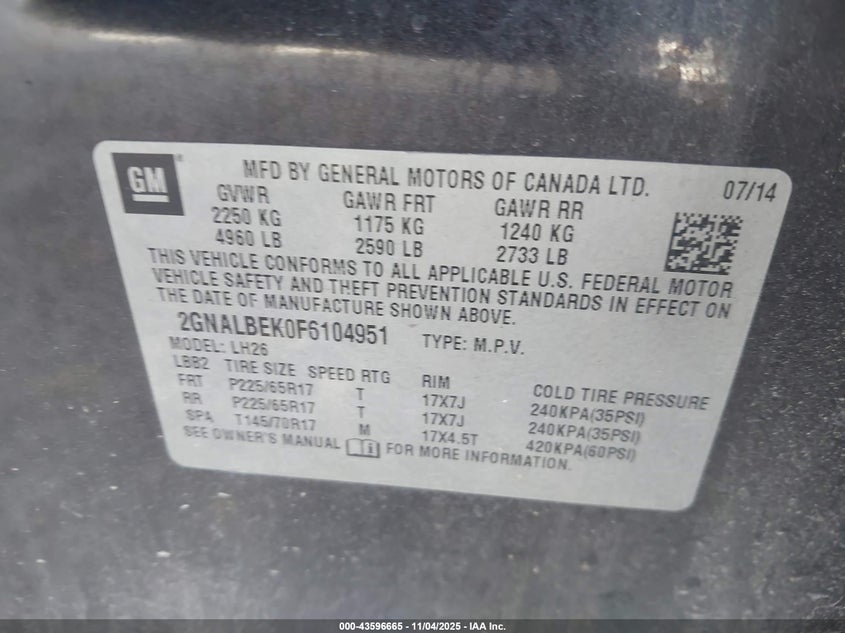 GM® MFD BY GENERAL MOTORS OF CANADA LTD. 07/14
GVWR GAWR FRT GAWR RR
2250 KG 1175 KG 1240 KG
4960 LB 2590 LB 2733 LB
THIS VEHICLE CONFORMS TO ALL APPLICABLE U.S. FEDERAL MOTOR
VEHICLE SAFETY AND THEFT PREVENTION STANDARDS IN EFFECT ON
THE DATE OF MANUFACTURE SHOWN ABOVE.
2GNALBEK0F6104951 TYPE: M.P.V.
MODEL: LH26
LBB2 TIRE SIZE SPEED RTG RIM COLD TIRE PRESSURE
FRT P225/65R17 T 17X7J 240KPA(35PSI)
RR P225/65R17 T 17X7J 240KPA(35PSI)
SPA T145/70R17 M 17X4.5T 420KPA(60PSI)
SEE OWNER'S MANUAL FOR MORE INFORMATION.
000-43596665 - 11/04/2025 - IAA Inc.